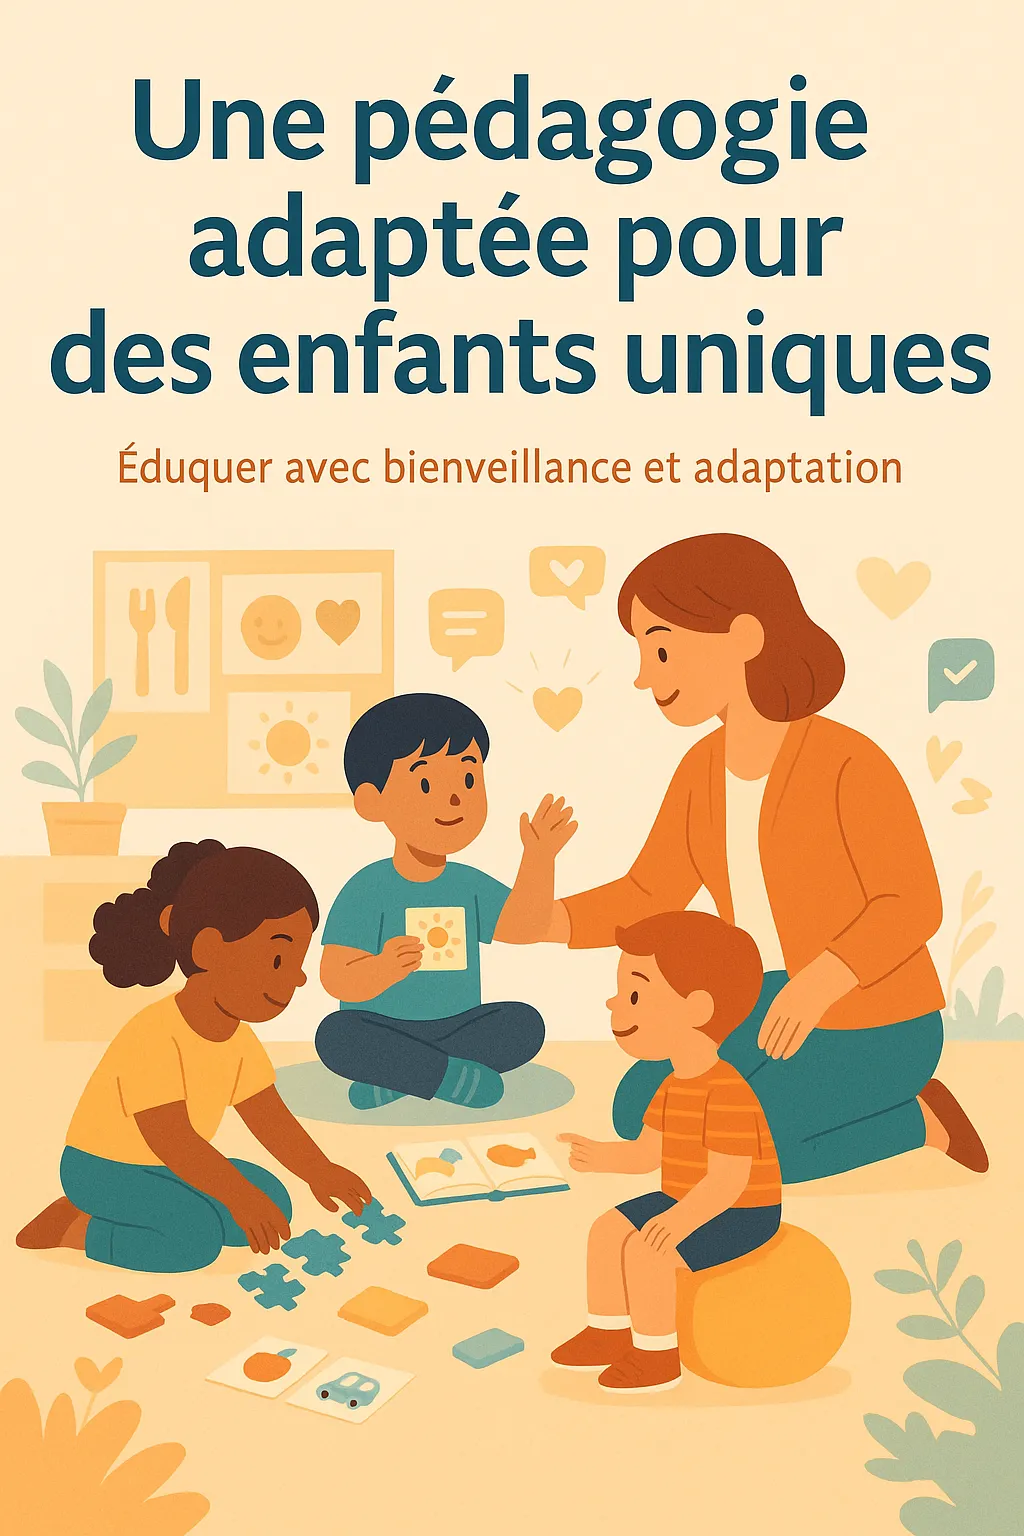 Une pédagogie
adaptée pour
des enfants uniques
Éduquer avec bienveillance et adaptation